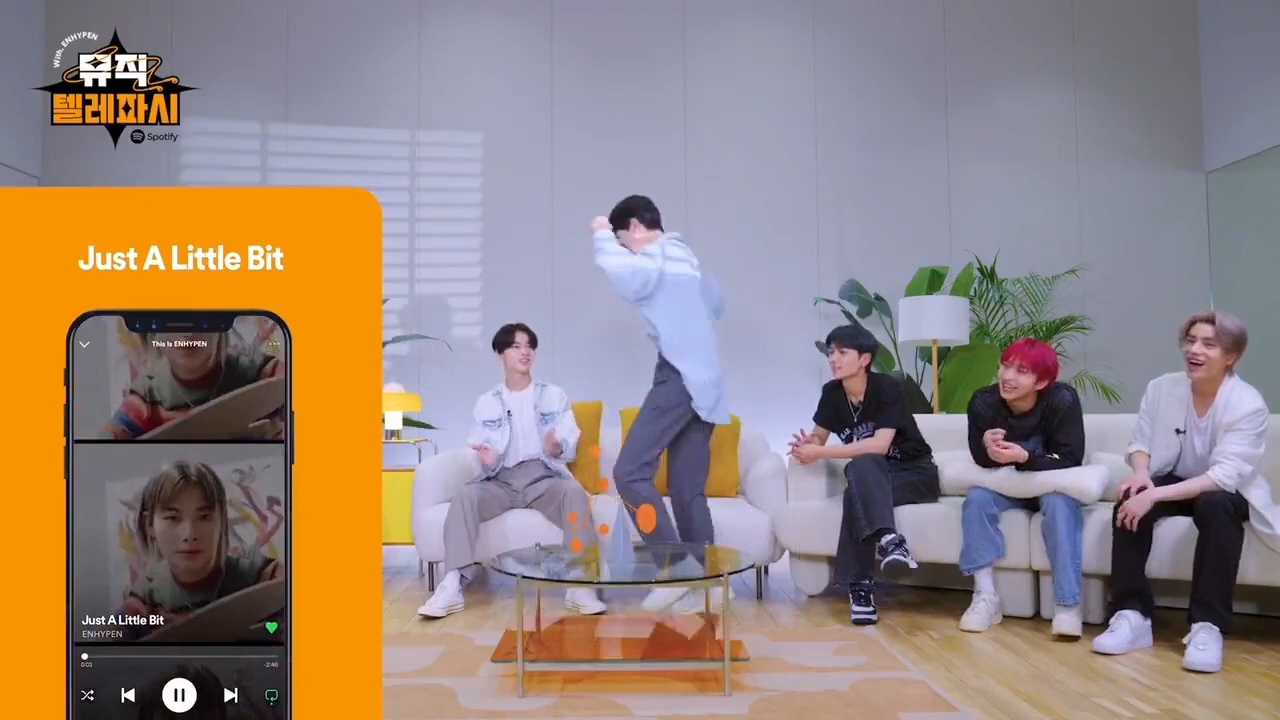 With. ENHYPEN
뮤직
텔레파시
Spotify
Just A Little Bit
This Is ENHYPEN
Just A Little Bit
ENHYPEN
0:01
-2:46